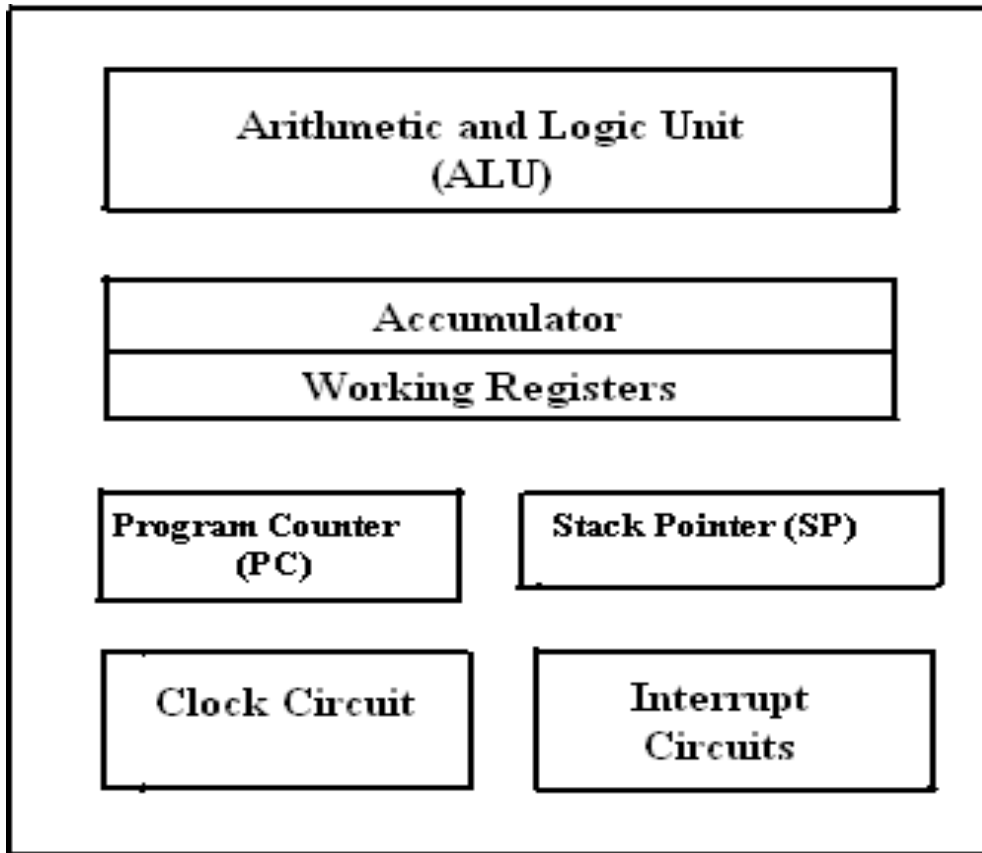 Arithmetic and Logic Unit
(ALU)
Accumulator
Working Registers
Program Counter
(PC)
Stack Pointer (SP)
Clock Circuit
Interrupt
Circuits